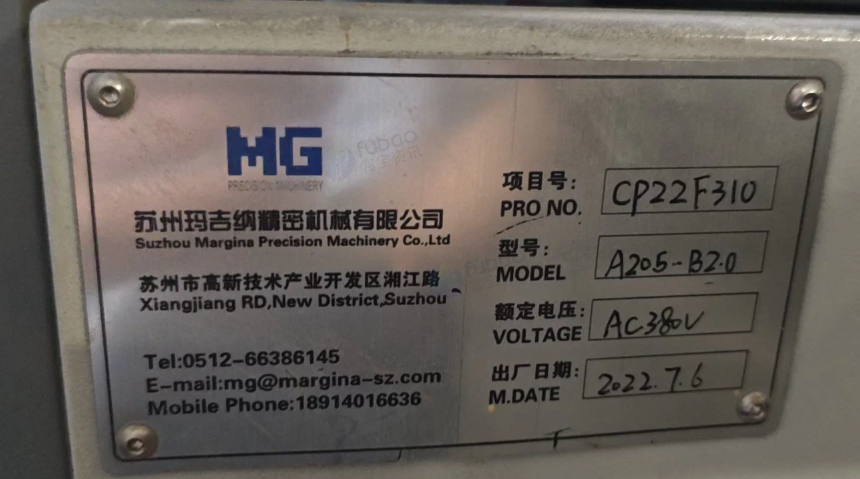 MG
PRECISION MACHINERY
苏州玛吉纳精密机械有限公司
Suzhou Margina Precision Machinery Co.,Ltd
苏州市高新技术产业开发区湘江路
Xiangjiang RD,New District,Suzhou
Tel:0512-66386145
E-mail:mg@margina-sz.com
Mobile Phone:18914016636
项目号: CP22F310
PRO NO.
型号: A205-B2.0
MODEL
额定电压: AC380V
VOLTAGE
出厂日期: 2022.7.6
M.DATE
fubao